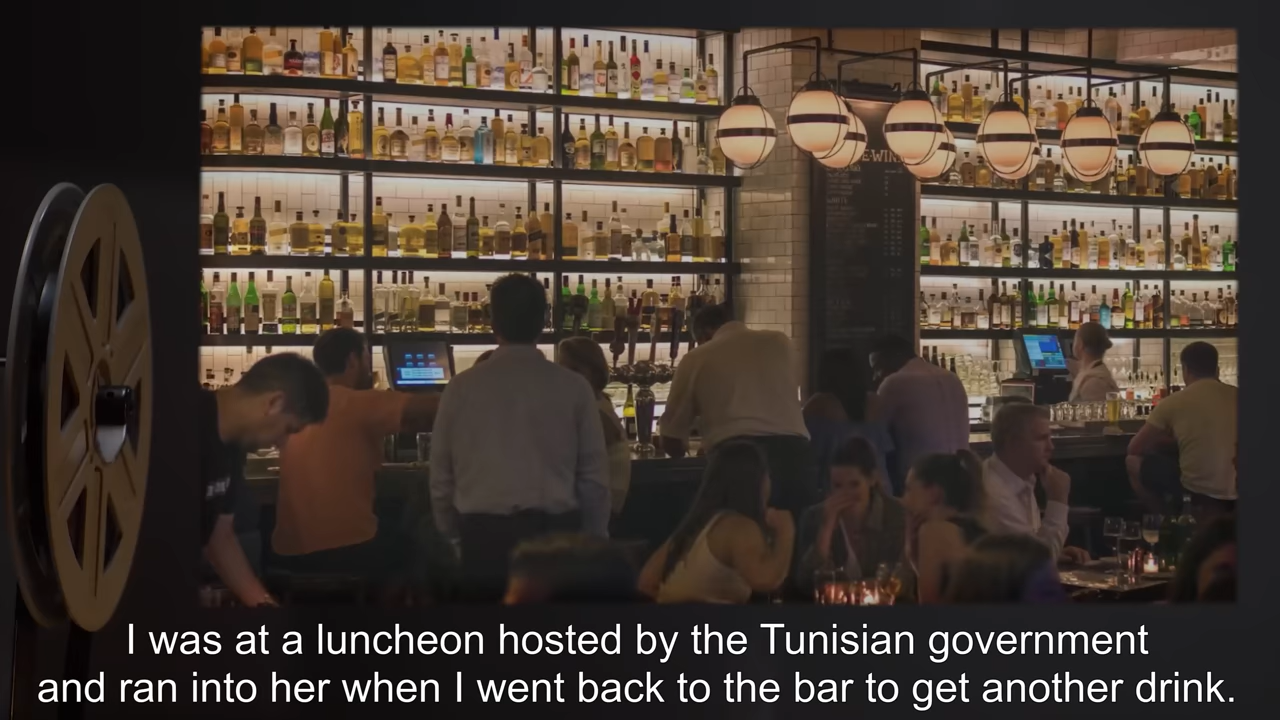 I was at a luncheon hosted by the Tunisian government
and ran into her when I went back to the bar to get another drink.